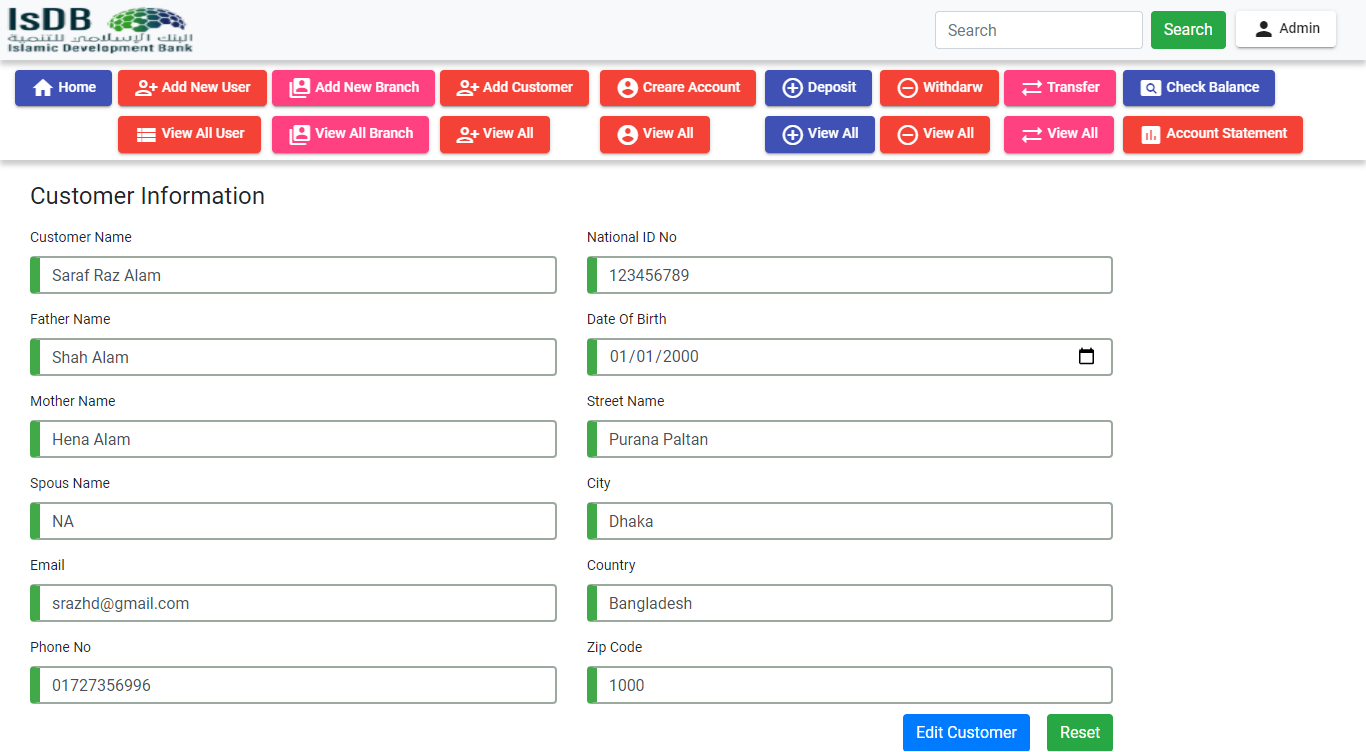 IsDB
البنك الإسلامي للتنمية
Islamic Development Bank
Search Search Admin
Home Add New User Add New Branch Add Customer Creare Account Deposit Withdarw Transfer Check Balance
View All User View All Branch View All View All View All View All View All Account Statement
Customer Information
Customer Name National ID No
Saraf Raz Alam 123456789
Father Name Date Of Birth
Shah Alam 01/01/2000
Mother Name Street Name
Hena Alam Purana Paltan
Spous Name City
NA Dhaka
Email Country
srazhd@gmail.com Bangladesh
Phone No Zip Code
01727356996 1000
Edit Customer Reset